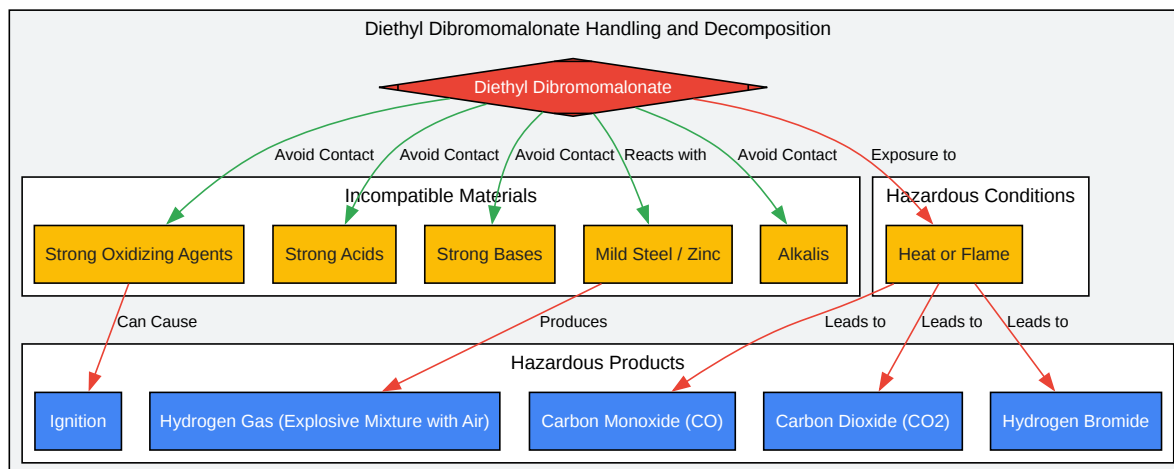 Diethyl Dibromomalonate Handling and Decomposition
Diethyl Dibromomalonate
Avoid Contact
Avoid Contact
Avoid Contact
Reacts with
Avoid Contact
Exposure to
Incompatible Materials
Hazardous Conditions
Strong Oxidizing Agents
Strong Acids
Strong Bases
Mild Steel / Zinc
Alkalis
Heat or Flame
Can Cause
Produces
Leads to
Leads to
Leads to
Hazardous Products
Ignition
Hydrogen Gas (Explosive Mixture with Air)
Carbon Monoxide (CO)
Carbon Dioxide (CO2)
Hydrogen Bromide